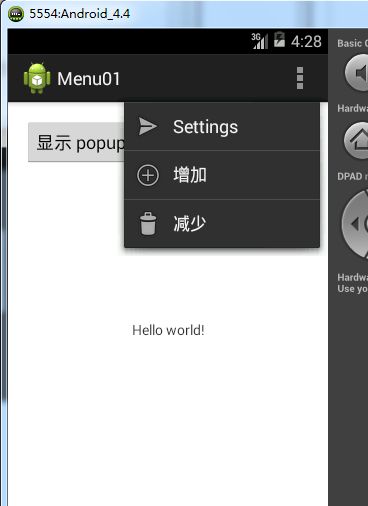 5554:Android_4.4
3G 4:28
Menu01
Settings
增加
减少
显示 popup
Hello world!
Basic C
Hardwa
DPAD
Hardwa
Use yo